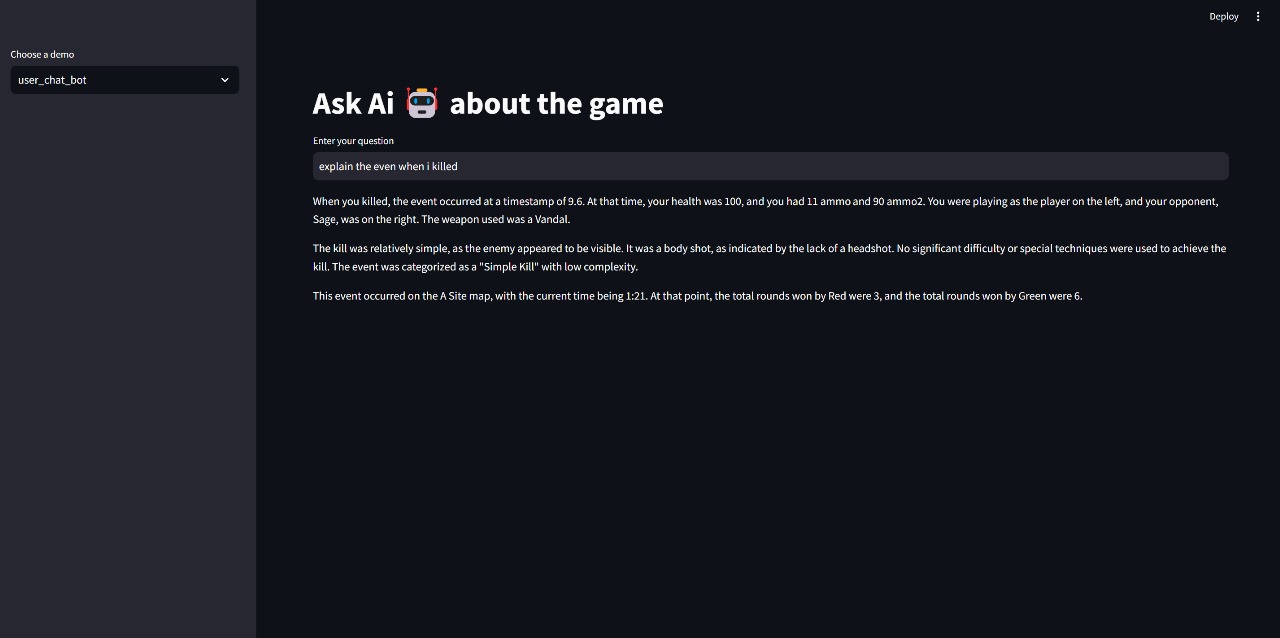 Deploy
Choose a demo
user_chat_bot
Ask Ai 🤖 about the game
Enter your question
explain the even when i killed
When you killed, the event occurred at a timestamp of 9.6. At that time, your health was 100, and you had 11 ammo and 90 ammo2. You were playing as the player on the left, and your opponent,
Sage, was on the right. The weapon used was a Vandal.
The kill was relatively simple, as the enemy appeared to be visible. It was a body shot, as indicated by the lack of a headshot. No significant difficulty or special techniques were used to achieve the
kill. The event was categorized as a "Simple Kill" with low complexity.
This event occurred on the A Site map, with the current time being 1:21. At that point, the total rounds won by Red were 3, and the total rounds won by Green were 6.